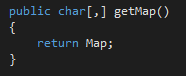 public char[,] getMap()
{
    return Map;
}